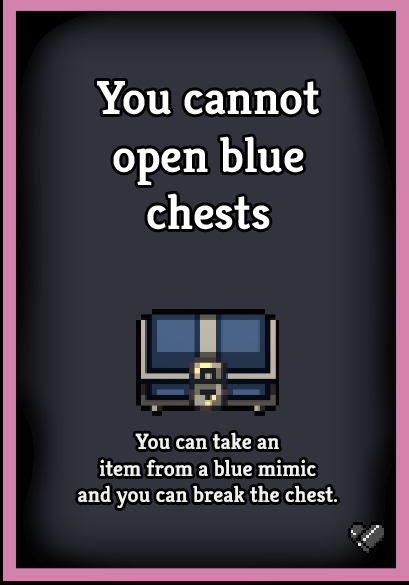 You cannot
open blue
chests
You can take an
item from a blue mimic
and you can break the chest.